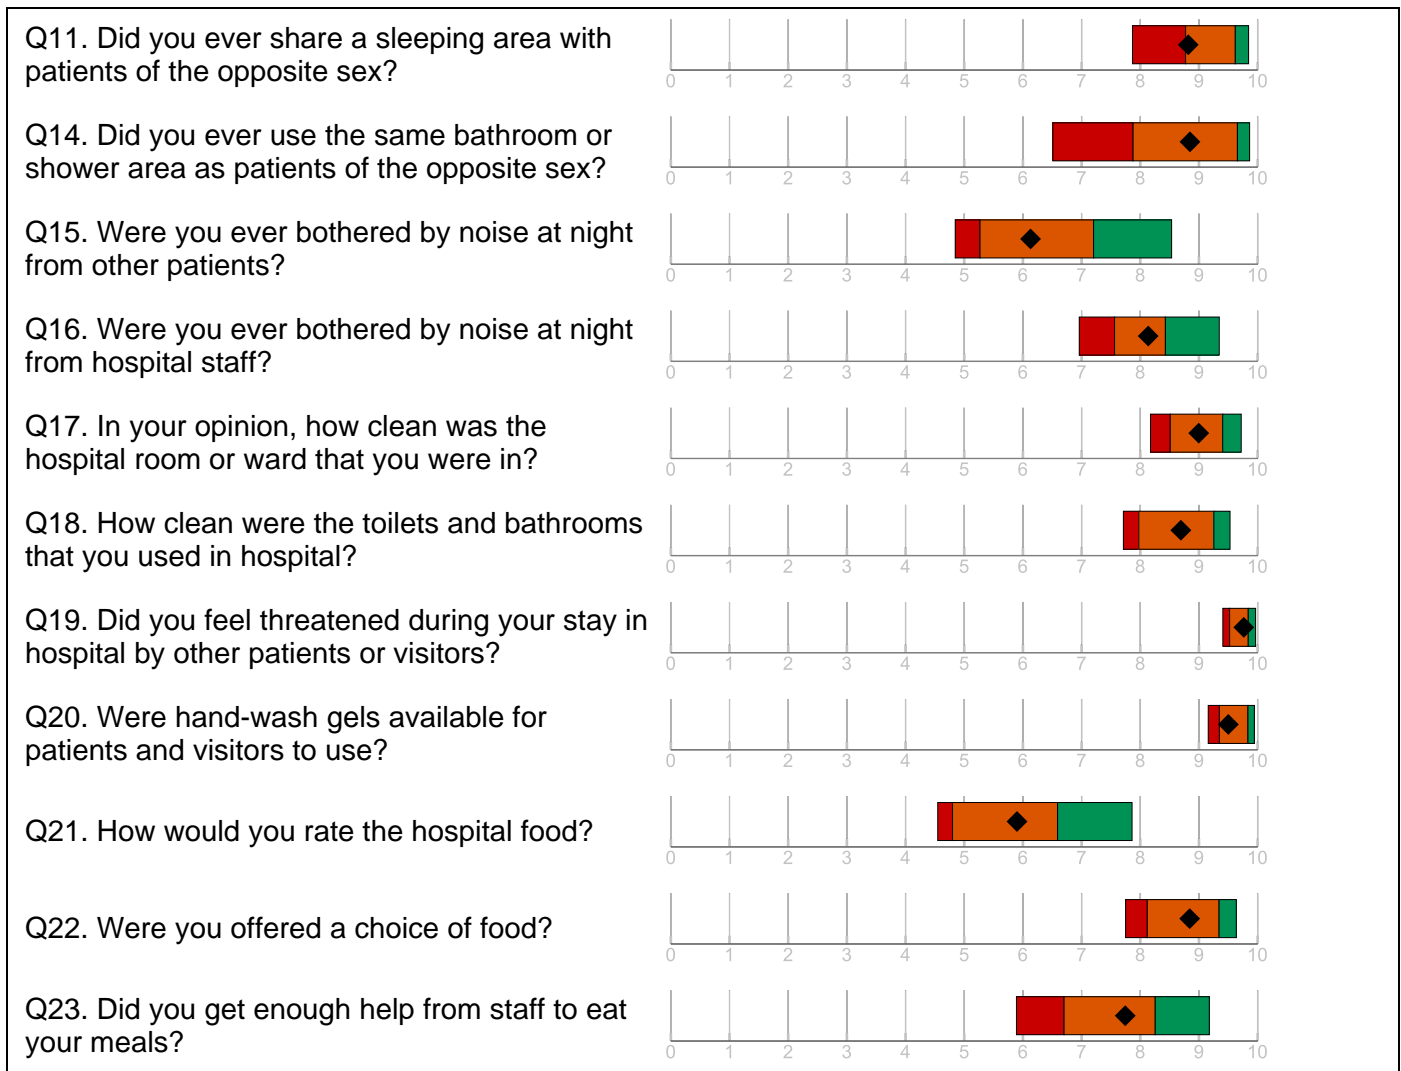 Q11. Did you ever share a sleeping area with
patients of the opposite sex?
0 1 2 3 4 5 6 7 8 9 10
Q14. Did you ever use the same bathroom or
shower area as patients of the opposite sex?
0 1 2 3 4 5 6 7 8 9 10
Q15. Were you ever bothered by noise at night
from other patients?
0 1 2 3 4 5 6 7 8 9 10
Q16. Were you ever bothered by noise at night
from hospital staff?
0 1 2 3 4 5 6 7 8 9 10
Q17. In your opinion, how clean was the
hospital room or ward that you were in?
0 1 2 3 4 5 6 7 8 9 10
Q18. How clean were the toilets and bathrooms
that you used in hospital?
0 1 2 3 4 5 6 7 8 9 10
Q19. Did you feel threatened during your stay in
hospital by other patients or visitors?
0 1 2 3 4 5 6 7 8 9 10
Q20. Were hand-wash gels available for
patients and visitors to use?
0 1 2 3 4 5 6 7 8 9 10
Q21. How would you rate the hospital food?
0 1 2 3 4 5 6 7 8 9 10
Q22. Were you offered a choice of food?
0 1 2 3 4 5 6 7 8 9 10
Q23. Did you get enough help from staff to eat
your meals?
0 1 2 3 4 5 6 7 8 9 10